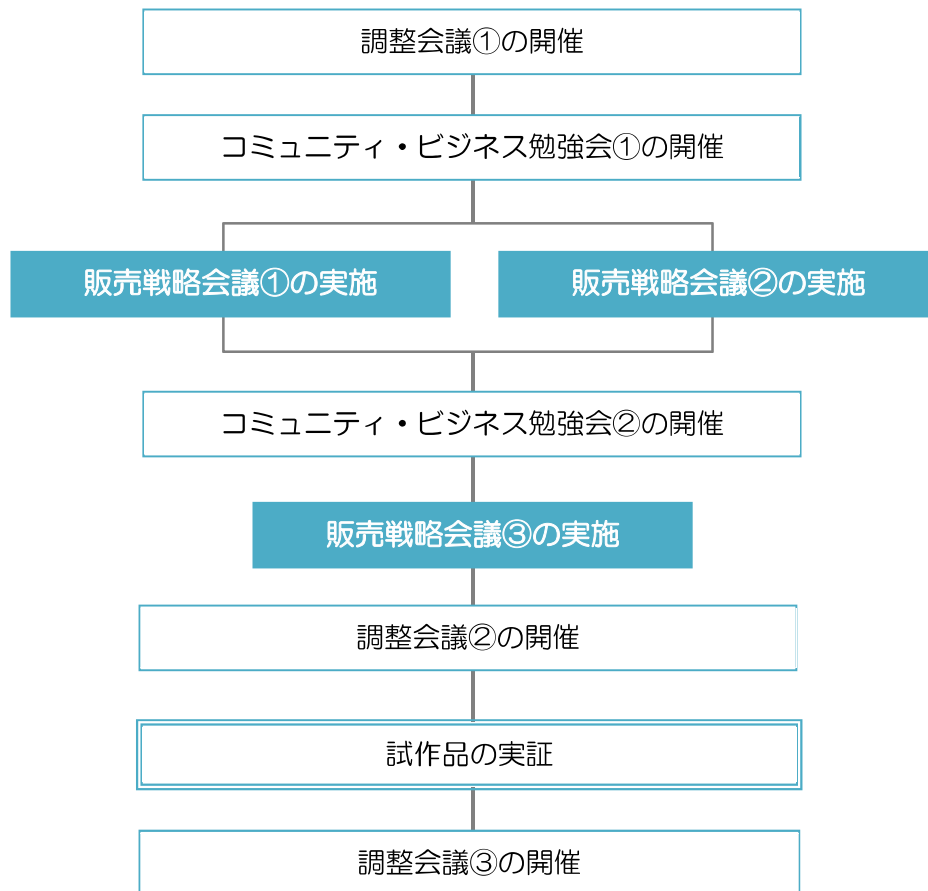 調整会議①の開催
コミュニティ・ビジネス勉強会①の開催
販売戦略会議①の実施
販売戦略会議②の実施
コミュニティ・ビジネス勉強会②の開催
販売戦略会議③の実施
調整会議②の開催
試作品の実証
調整会議③の開催